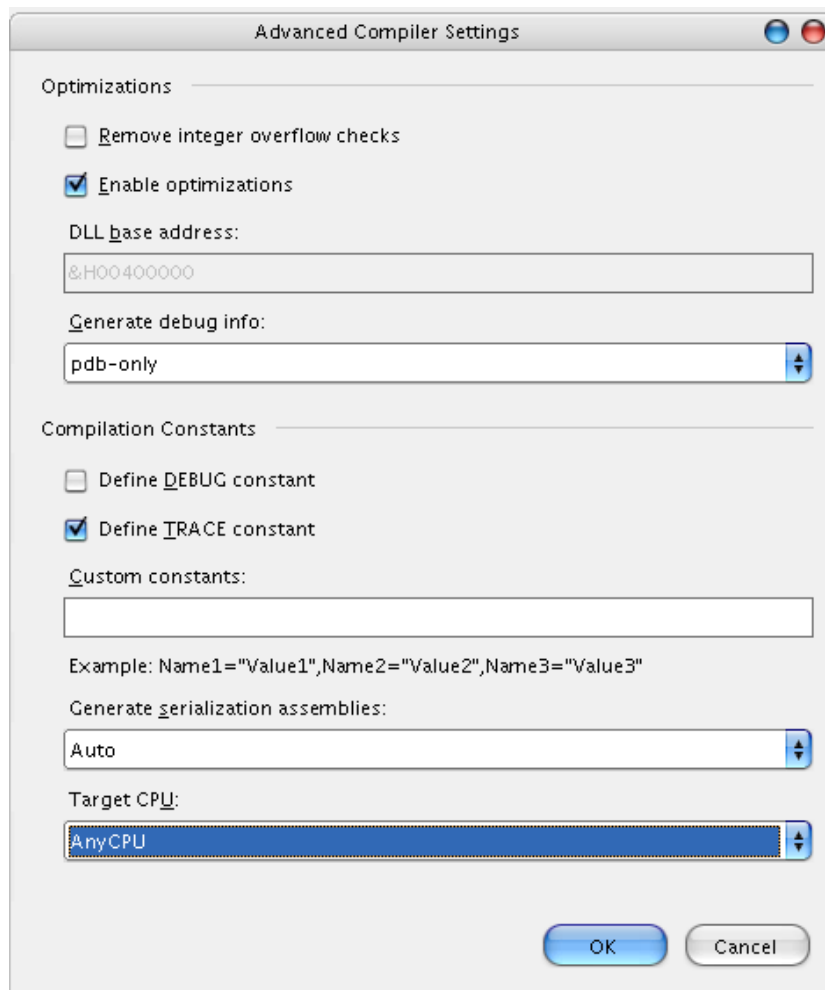 Advanced Compiler Settings
Optimizations
Remove integer overflow checks
Enable optimizations
DLL base address:
&H00400000
Generate debug info:
pdb-only
Compilation Constants
Define DEBUG constant
Define TRACE constant
Custom constants:
Example: Name1="Value1",Name2="Value2",Name3="Value3"
Generate serialization assemblies:
Auto
Target CPU:
AnyCPU
OK Cancel